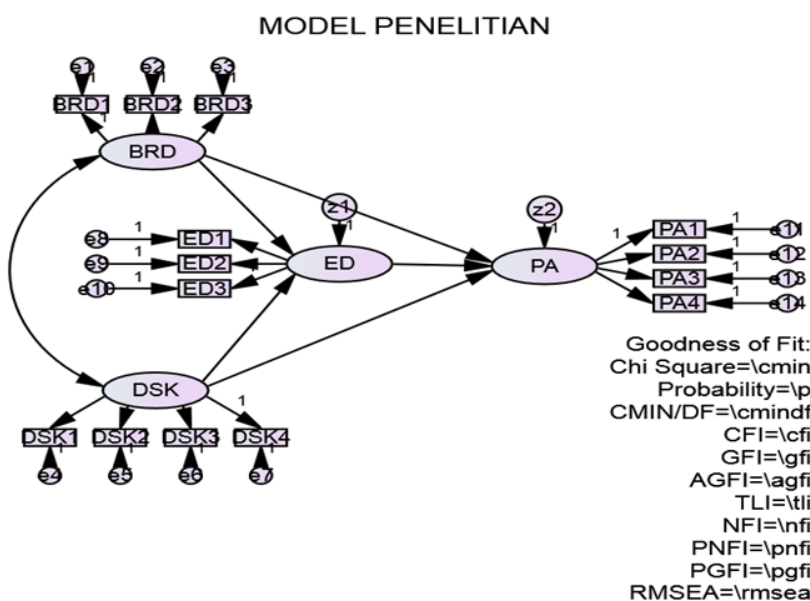 MODEL PENELITIAN
e1 e2 e3
1 1 1
BRD1 BRD2 BRD3
1
BRD
z1 z2
1 1
e8 1 ED1
e9 1 ED2
e10 1 ED3
1
ED
PA
1
PA1 1 e11
PA2 1 e12
PA3 1 e13
PA4 1 e14
DSK
1
DSK1 DSK2 DSK3 DSK4
1 1 1 1
e4 e5 e6 e7
Goodness of Fit:
Chi Square=\cmin
Probability=\p
CMIN/DF=\cmindf
CFI=\cfi
GFI=\gfi
AGFI=\agfi
TLI=\tli
NFI=\nfi
PNFI=\pnfi
PGFI=\pgfi
RMSEA=\rmsea